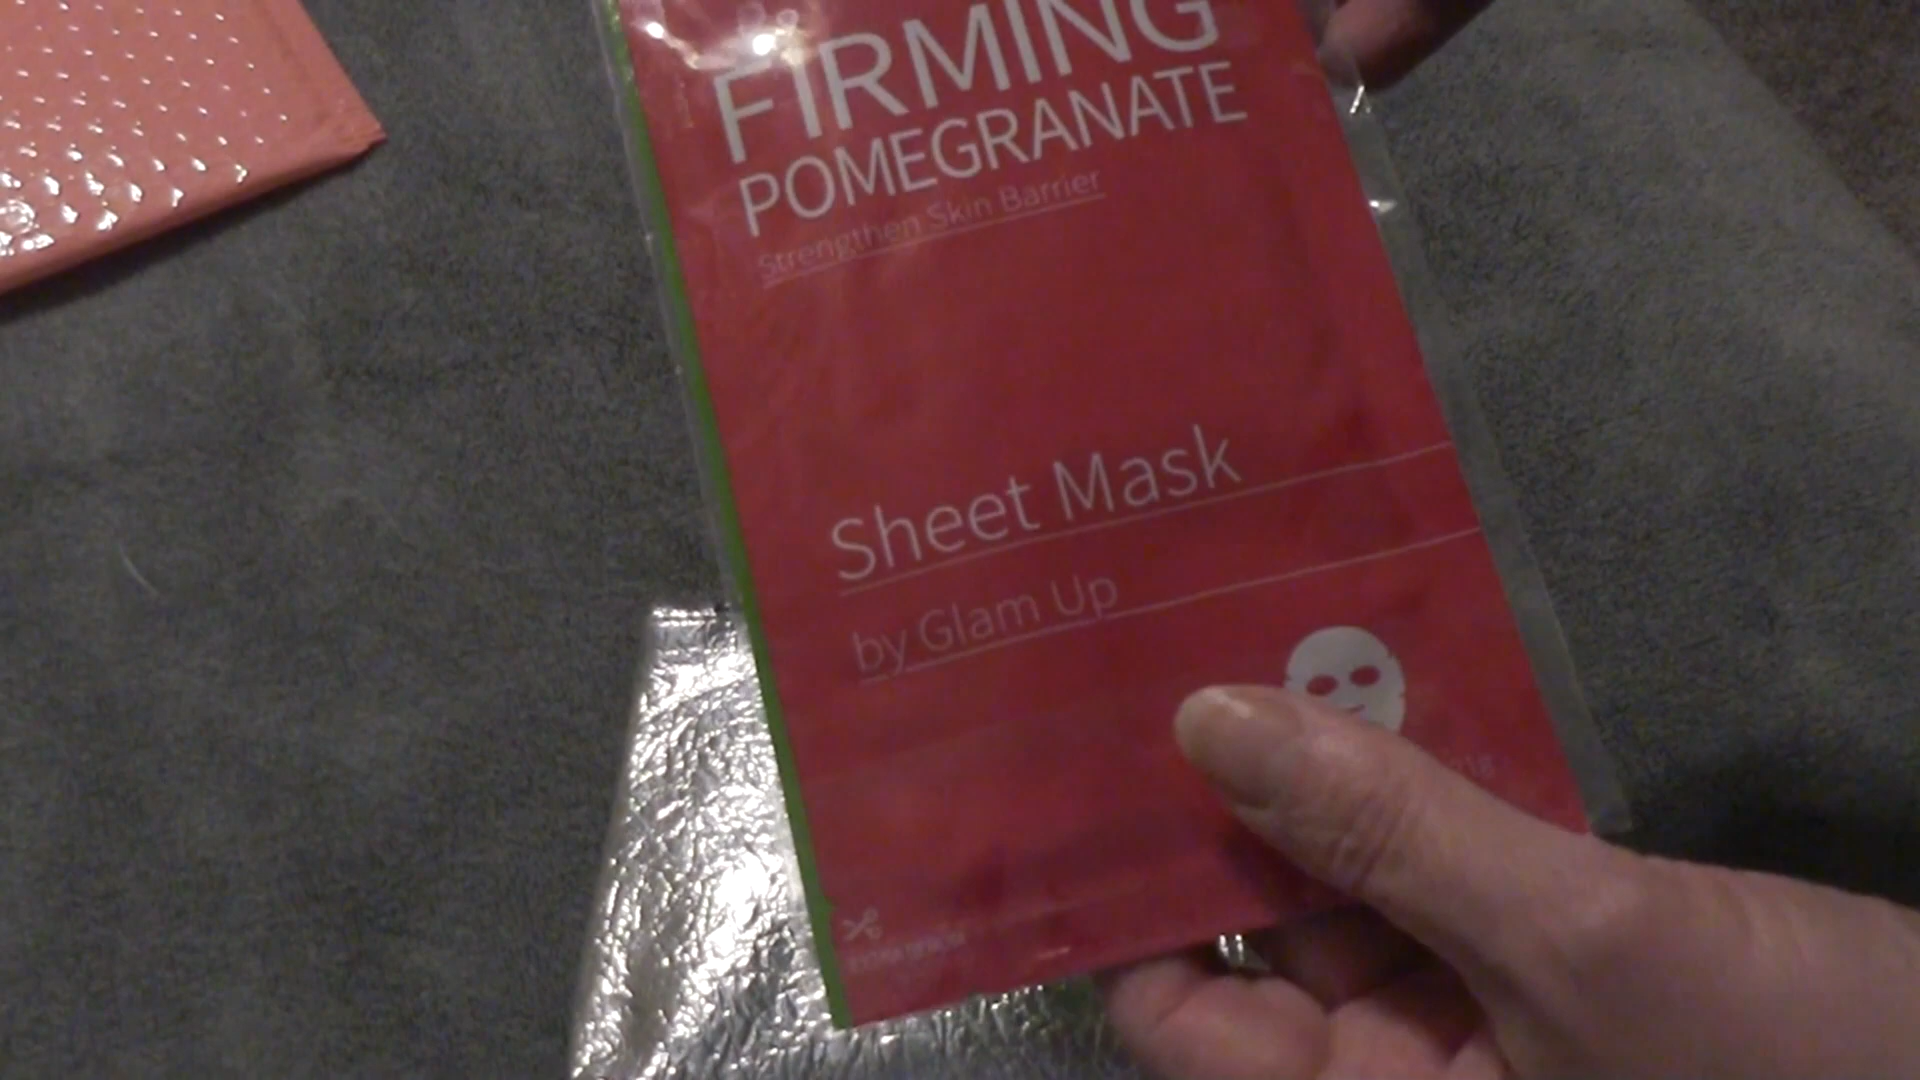 FIRMING
POMEGRANATE
Strengthen Skin Barrier
Sheet Mask
by Glam Up